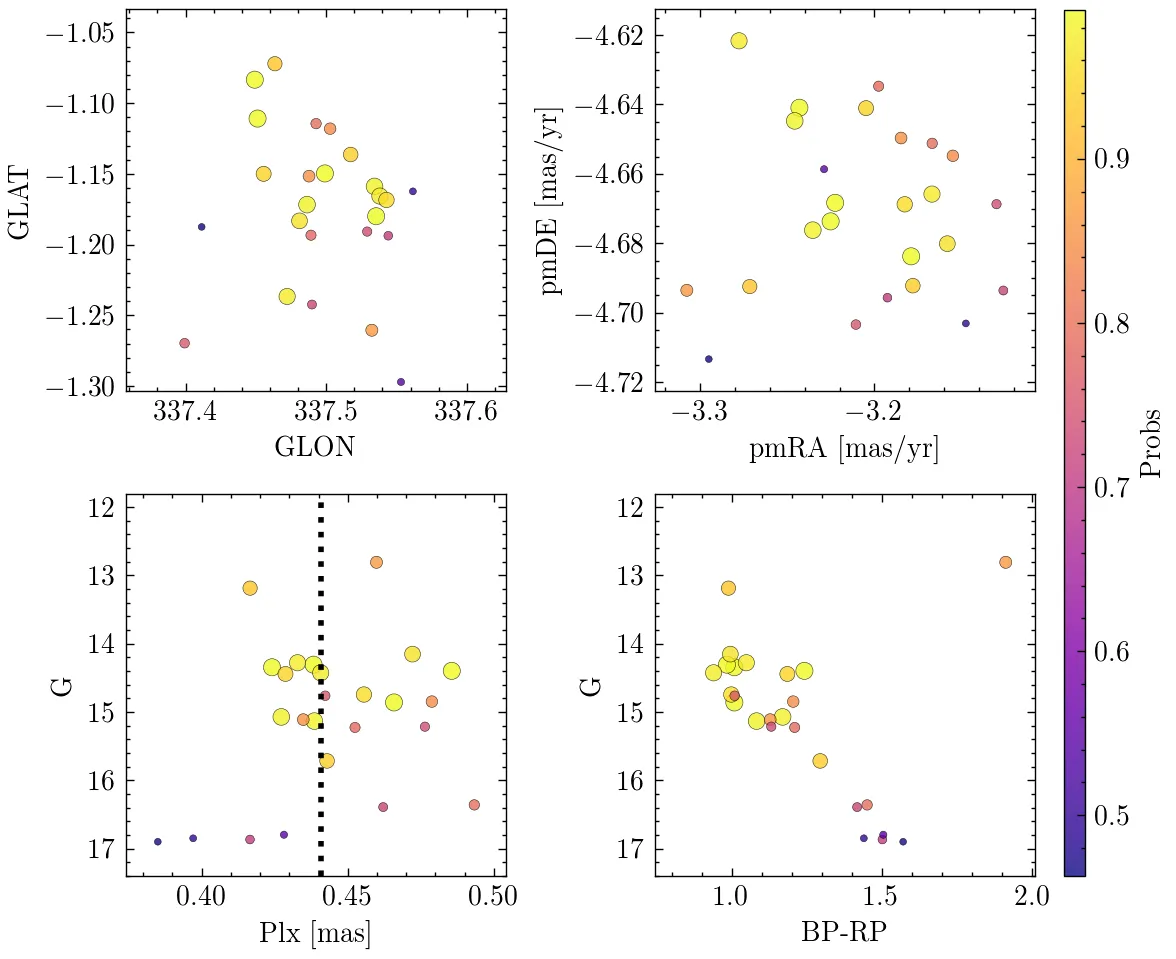 −1.05
−1.10
−1.15
−1.20
−1.25
−1.30
GLAT
337.4 337.5 337.6
GLON
−4.62
−4.64
−4.66
−4.68
−4.70
−4.72
pmDE [mas/yr]
−3.3 −3.2
pmRA [mas/yr]
12
13
14
15
16
17
G
0.40 0.45 0.50
Plx [mas]
12
13
14
15
16
17
G
1.0 1.5 2.0
BP-RP
0.9
0.8
0.7
0.6
0.5
Probs